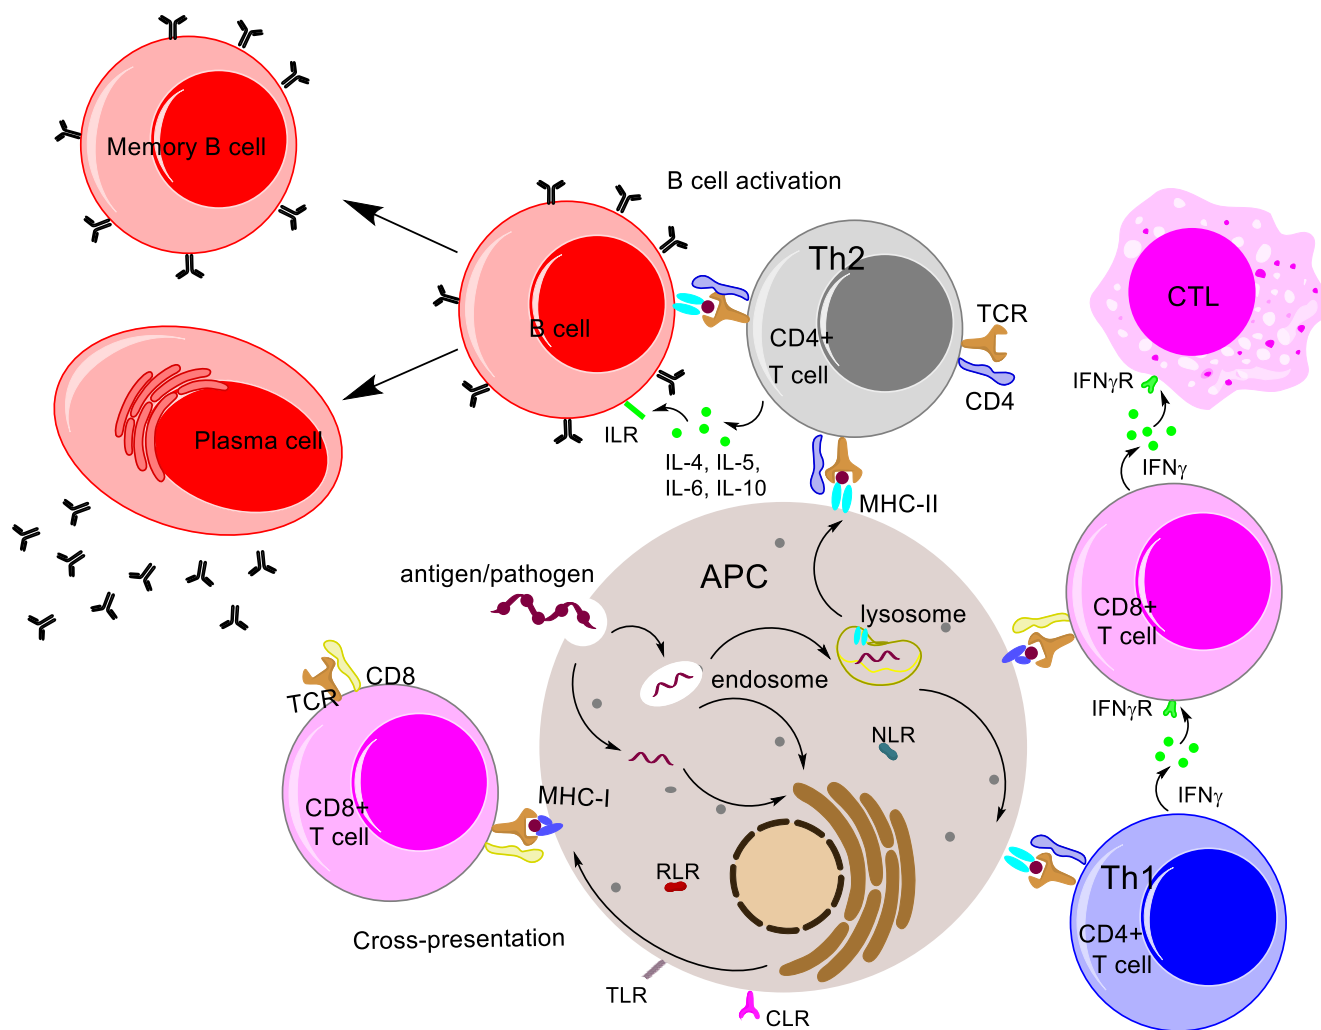 Memory B cell
B cell activation
Th2
CTL
TCR
B cell
CD4+
T cell
IFNγR
CD4
Plasma cell
ILR
IL-4, IL-5,
IL-6, IL-10
IFNγ
MHC-II
antigen/pathogen
APC
lysosome
CD8+
T cell
CD8
TCR
endosome
IFNγR
NLR
MHC-I
CD8+
T cell
IFNγ
RLR
Th1
Cross-presentation
CD4+
T cell
TLR
CLR